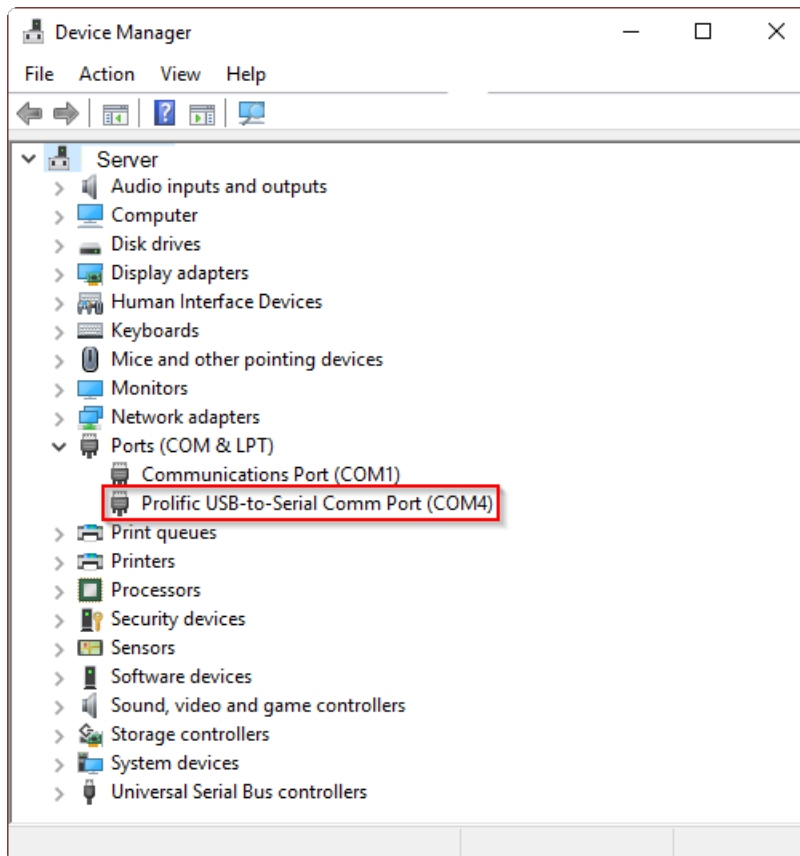 Device Manager
File Action View Help
Server
Audio inputs and outputs
Computer
Disk drives
Display adapters
Human Interface Devices
Keyboards
Mice and other pointing devices
Monitors
Network adapters
Ports (COM & LPT)
Communications Port (COM1)
Prolific USB-to-Serial Comm Port (COM4)
Print queues
Printers
Processors
Security devices
Sensors
Software devices
Sound, video and game controllers
Storage controllers
System devices
Universal Serial Bus controllers